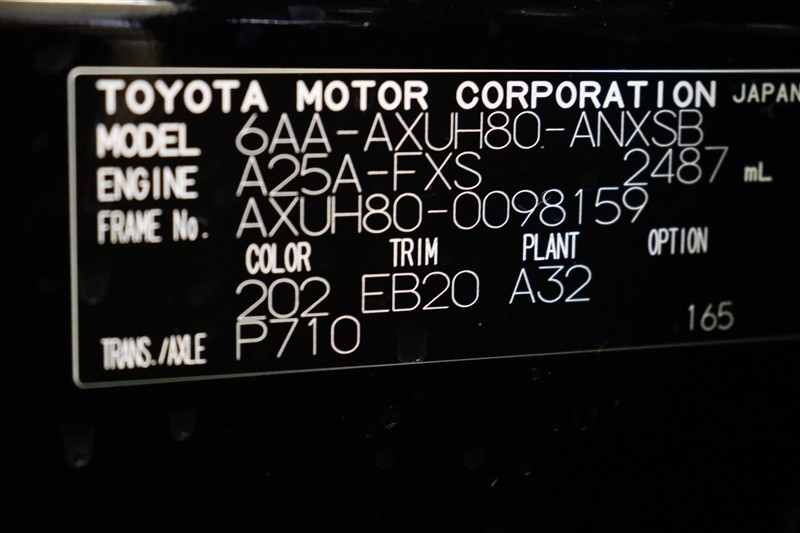 TOYOTA MOTOR CORPORATION JAPAN
MODEL 6AA-AXUH80-ANXSB
ENGINE A25A-FXS 2487 mL
FRAME No. AXUH80-0098159
COLOR TRIM PLANT OPTION
202 EB20 A32
TRANS./AXLE P710 165